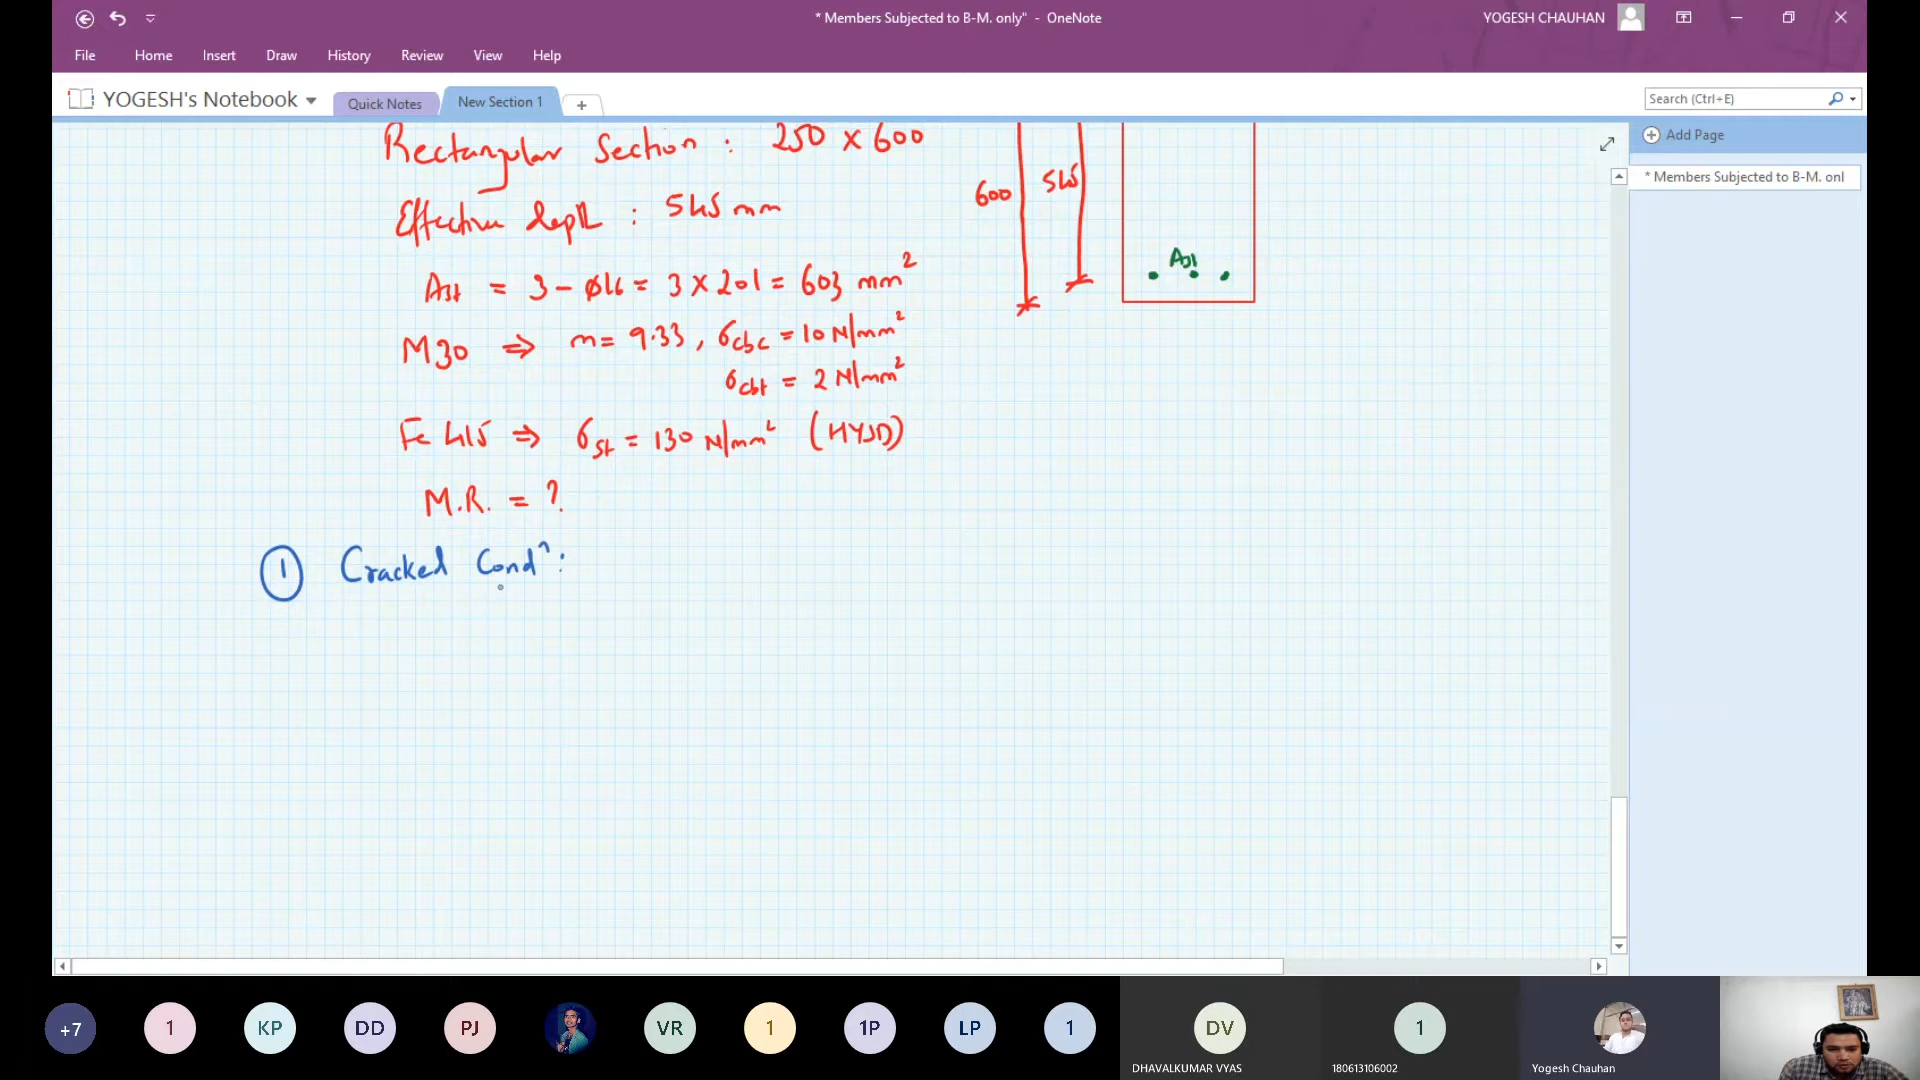 * Members Subjected to B-M. only" - OneNote
YOGESH CHAUHAN
File Home Insert Draw History Review View Help
YOGESH's Notebook
Quick Notes
New Section 1
Search (Ctrl+E)
Add Page
* Members Subjected to B-M. onl
Rectangular Section : 250 x 600
Effective depth : 545 mm
Ast = 3 - ø16 = 3 x 201 = 603 mm²
M30 ⇒ m = 9.33, σcbc = 10 N/mm²
σcbt = 2 N/mm²
Fe 415 ⇒ σst = 130 N/mm² (HYSD)
M.R. = ?
600
545
Ast
① Cracked Condⁿ:
+7
1
KP
DD
PJ
VR
1
1P
LP
1
DV
DHAVALKUMAR VYAS
1
180613106002
Yogesh Chauhan